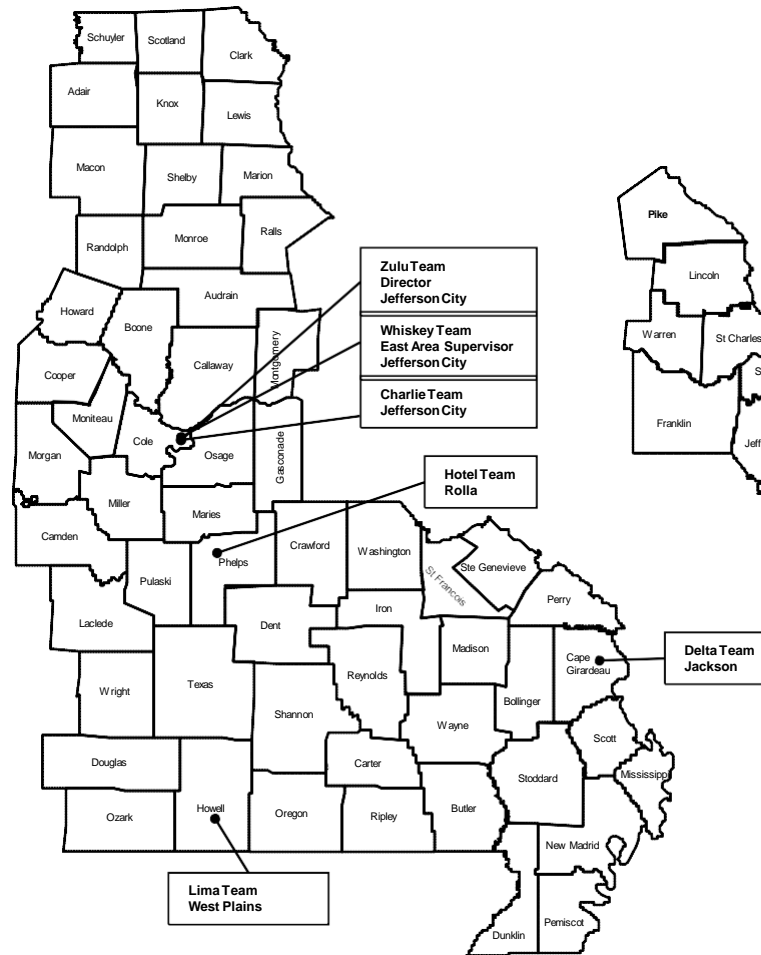 Schuyler
Scotland
Clark
Adair
Knox
Lewis
Macon
Shelby
Marion
Randolph
Monroe
Ralls
Audrain
Howard
Boone
Callaway
Montgomery
Cooper
Moniteau
Cole
Osage
Gasconade
Morgan
Miller
Maries
Camden
Pulaski
Phelps
Crawford
Washington
St Francois
Ste Genevieve
Perry
Laclede
Dent
Iron
Madison
Cape
Girardeau
Wright
Texas
Shannon
Reynolds
Bollinger
Wayne
Scott
Mississippi
Douglas
Carter
Stoddard
Ozark
Howell
Oregon
Ripley
Butler
New Madrid
Dunklin
Pemiscot
Zulu Team
Director
Jefferson City
Whiskey Team
East Area Supervisor
Jefferson City
Charlie Team
Jefferson City
Hotel Team
Rolla
Delta Team
Jackson
Lima Team
West Plains
Pike
Lincoln
Warren
St Charles
S
Franklin
Jeff